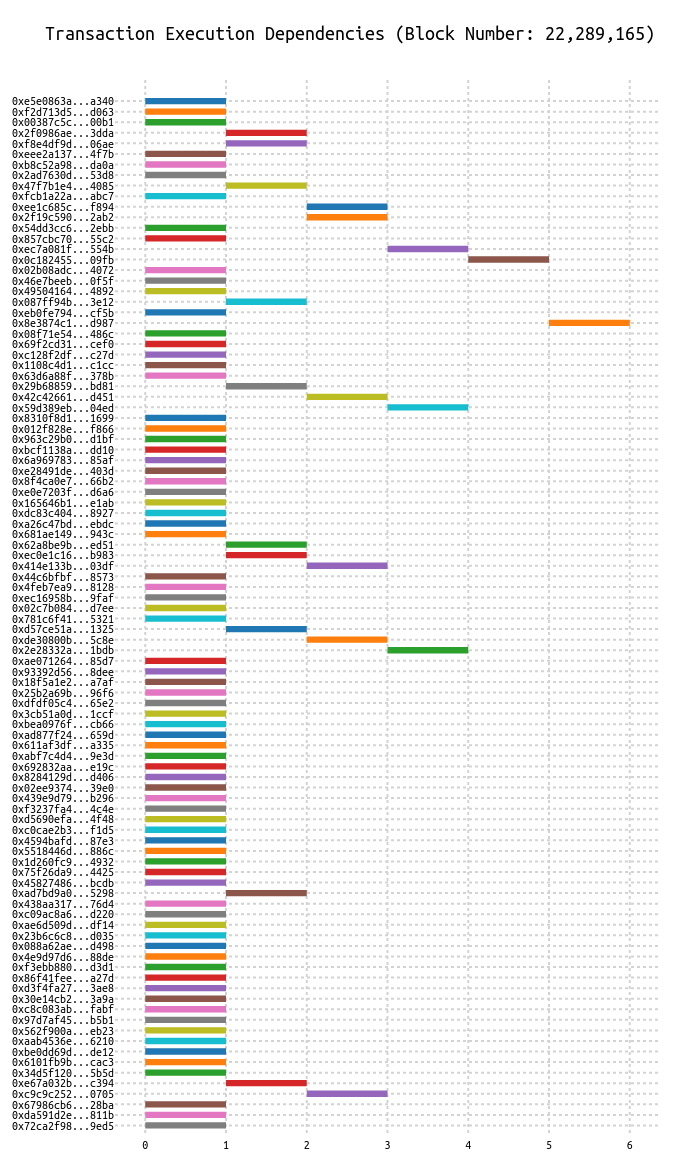 Transaction Execution Dependencies (Block Number: 22,289,165)
0xe5e0863a...a340
0xf2d713d5...d063
0x00387c5c...00b1
0x2f0986ae...3dda
0xf8e4df9d...06ae
0xeee2a137...4f7b
0xb8c52a98...da0a
0x2ad7630d...53d8
0x47f7b1e4...4085
0xfcb1a22a...abc7
0xee1c685c...f894
0x2f19c590...2ab2
0x54dd3cc6...2ebb
0x857cbc70...55c2
0xec7a081f...554b
0x0c182455...09fb
0x02b08adc...4072
0x46e7beeb...0f5f
0x49504164...4892
0x087ff94b...3e12
0xeb0fe794...cf5b
0x8e3874c1...d987
0x08f71e54...486c
0x69f2cd31...cef0
0xc128f2df...c27d
0x1108c4d1...c1cc
0x63d6a88f...378b
0x29b68859...bd81
0x42c42661...d451
0x59d389eb...04ed
0x8310f8d1...1699
0x012f828e...f866
0x963c29b0...d1bf
0xbcf1138a...dd10
0x6a969783...85af
0xe28491de...403d
0x8f4ca0e7...66b2
0xe0e7203f...d6a6
0x165646b1...e1ab
0xdc83c404...8927
0xa26c47bd...ebdc
0x681ae149...943c
0x62a8be9b...ed51
0xec0e1c16...b983
0x414e133b...03df
0x44c6bfbf...8573
0x4feb7ea9...8128
0xec16958b...9faf
0x02c7b084...d7ee
0x781c6f41...5321
0xd57ce51a...1325
0xde30800b...5c8e
0x2e28332a...1bdb
0xae071264...85d7
0x93392d56...8dee
0x18f5a1e2...a7af
0x25b2a69b...96f6
0xdfdf05c4...65e2
0x3cb51a0d...1ccf
0xbea0976f...cb66
0xad877f24...659d
0x611af3df...a335
0xabf7c4d4...9e3d
0x692832aa...e19c
0x8284129d...d406
0x02ee9374...39e0
0x439e9d79...b296
0xf3237fa4...4c4e
0xd5690efa...4f48
0xc0cae2b3...f1d5
0x4594bafd...87e3
0x5518446d...886c
0x1d260fc9...4932
0x75f26da9...4425
0x45827486...bcdb
0xad7bd9a0...5298
0x438aa317...76d4
0xc09ac8a6...d220
0xae6d509d...df14
0x23b6c6c8...d035
0x088a62ae...d498
0x4e9d97d6...88de
0xf3ebb880...d3d1
0x86f41fee...a27d
0xd3f4fa27...3ae8
0x30e14cb2...3a9a
0xc8c083ab...fabf
0x97d7af45...b5b1
0x562f900a...eb23
0xaab4536e...6210
0xbe0dd69d...de12
0x6101fb9b...cac3
0x34d5f120...5b5d
0xe67a032b...c394
0xc9c9c252...0705
0x67986cb6...28ba
0xda591d2e...811b
0x72ca2f98...9ed5
0 1 2 3 4 5 6